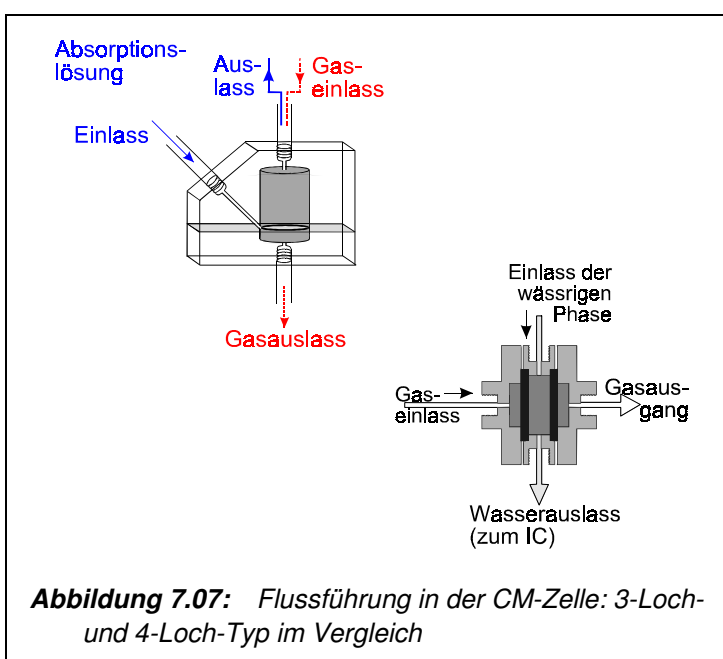 Absorptions-
lösung
Aus-
lass
Gas-
einlass
Einlass
Gasauslass
Einlass der
wässrigen
Phase
Gas-
einlass
Gasaus-
gang
Wasserauslass
(zum IC)
Abbildung 7.07: Flussführung in der CM-Zelle: 3-Loch-
und 4-Loch-Typ im Vergleich